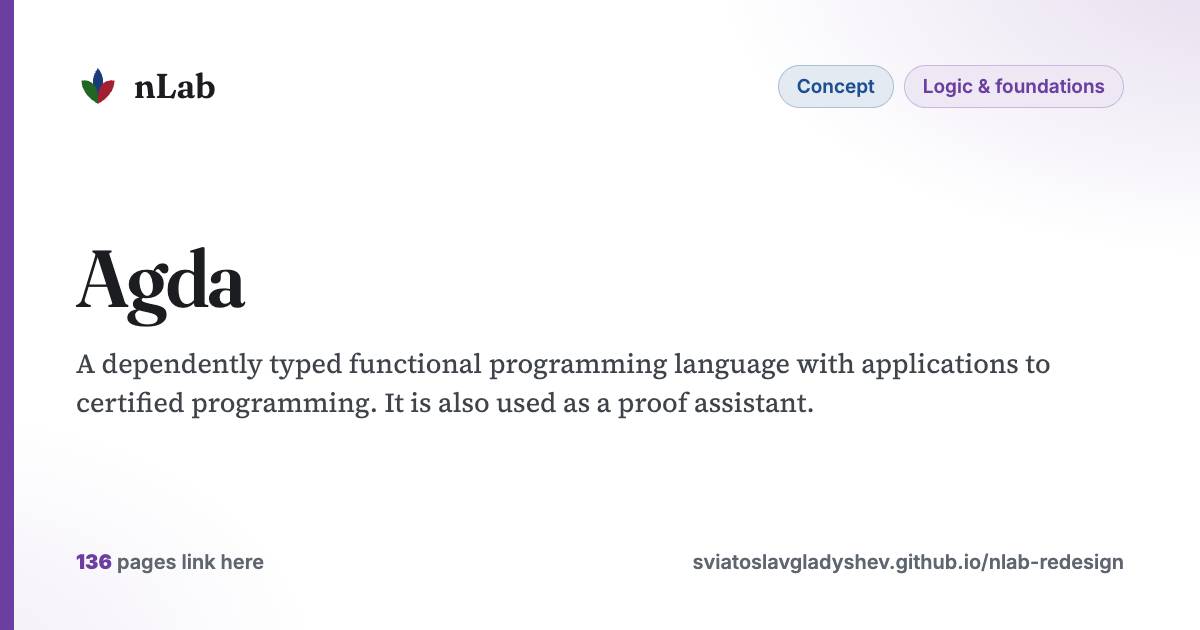 nLab
Concept
Logic & foundations
Agda
A dependently typed functional programming language with applications to
certified programming. It is also used as a proof assistant.
136 pages link here
sviatoslavgladyshev.github.io/nlab-redesign